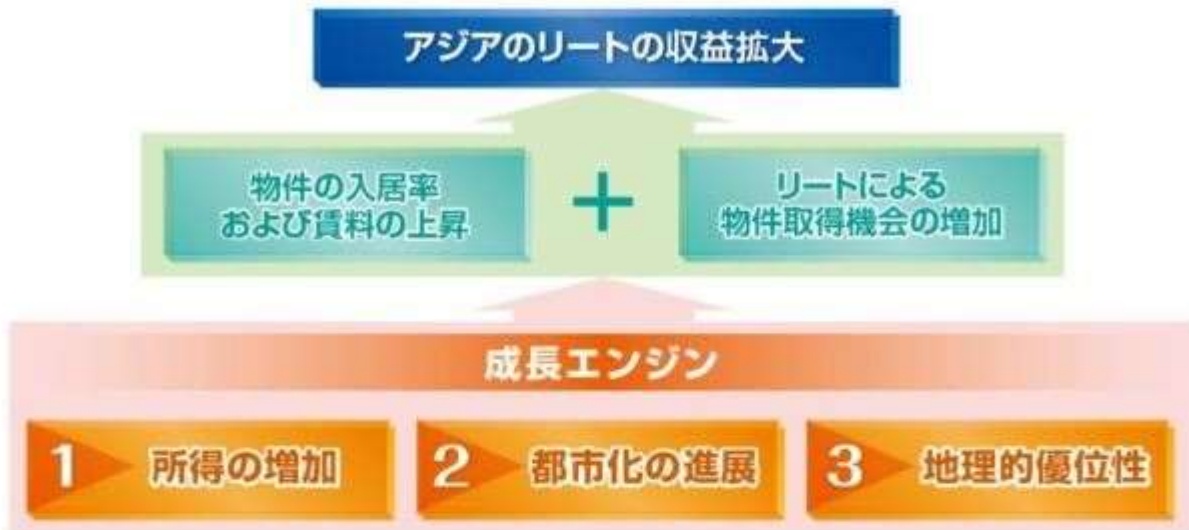 アジアのリートの収益拡大
物件の入居率
および賃料の上昇
+
リートによる
物件取得機会の増加
成長エンジン
1 所得の増加
2 都市化の進展
3 地理的優位性